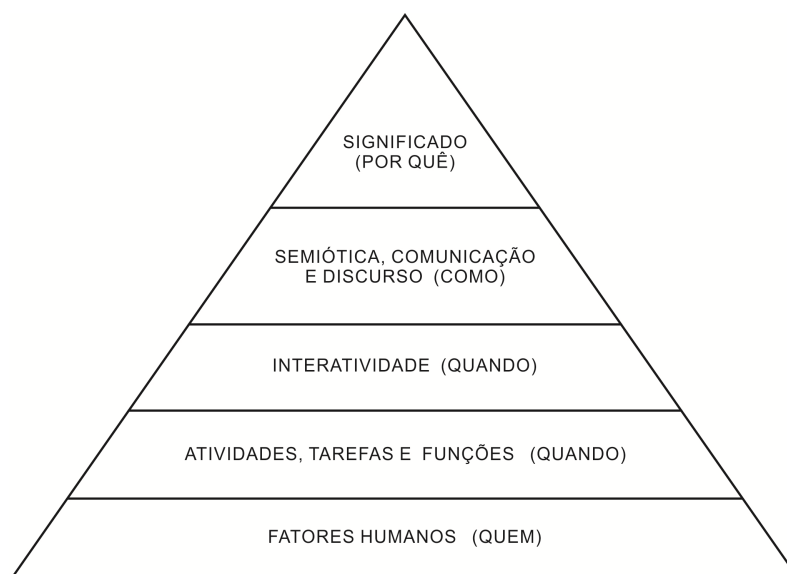 SIGNIFICADO
(POR QUÊ)
SEMIÓTICA, COMUNICAÇÃO
E DISCURSO (COMO)
INTERATIVIDADE (QUANDO)
ATIVIDADES, TAREFAS E FUNÇÕES (QUANDO)
FATORES HUMANOS (QUEM)